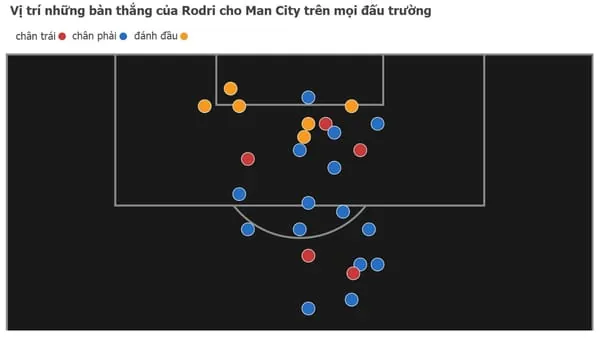 Vị trí những bàn thắng của Rodri cho Man City trên mọi đấu trường
chân trái chân phải đánh đầu